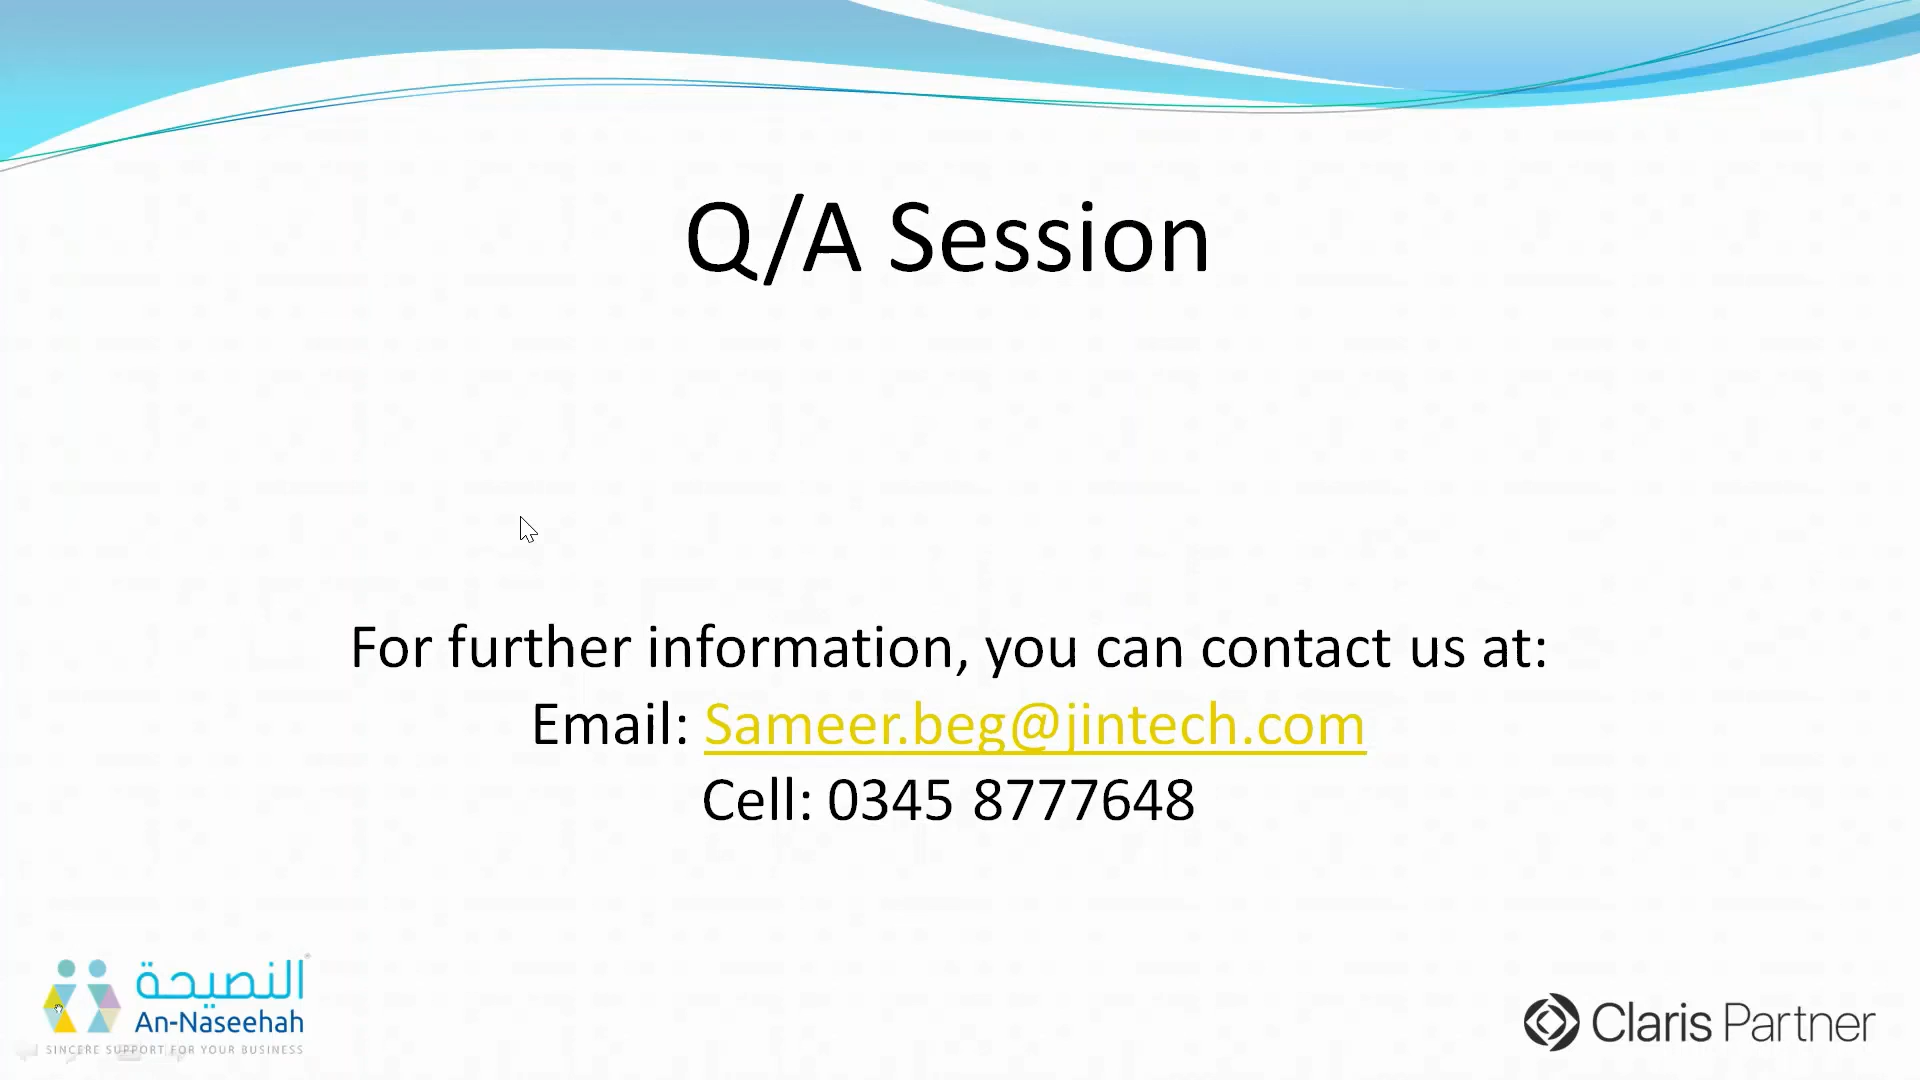 Q/A Session
For further information, you can contact us at:
Email: Sameer.beg@jintech.com
Cell: 0345 8777648
النصيحة
An-Naseehah
SINCERE SUPPORT FOR YOUR BUSINESS
Claris Partner